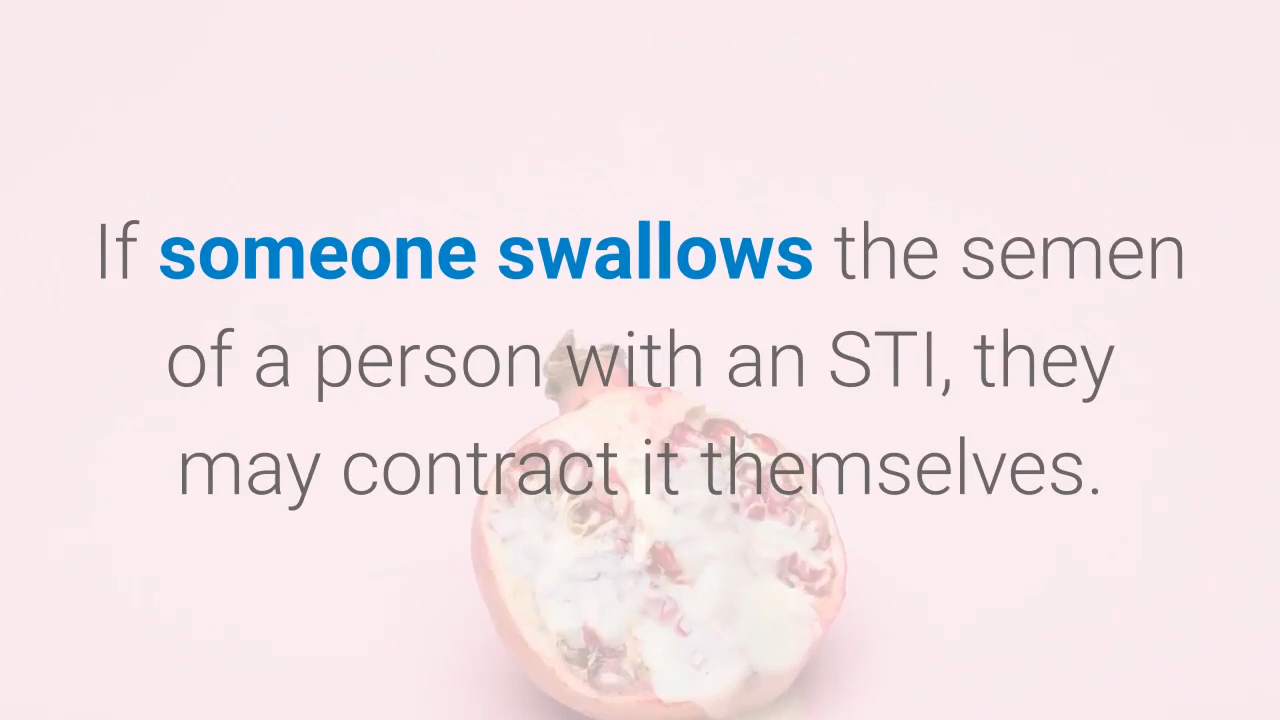 If someone swallows the semen
of a person with an STI, they
may contract it themselves.